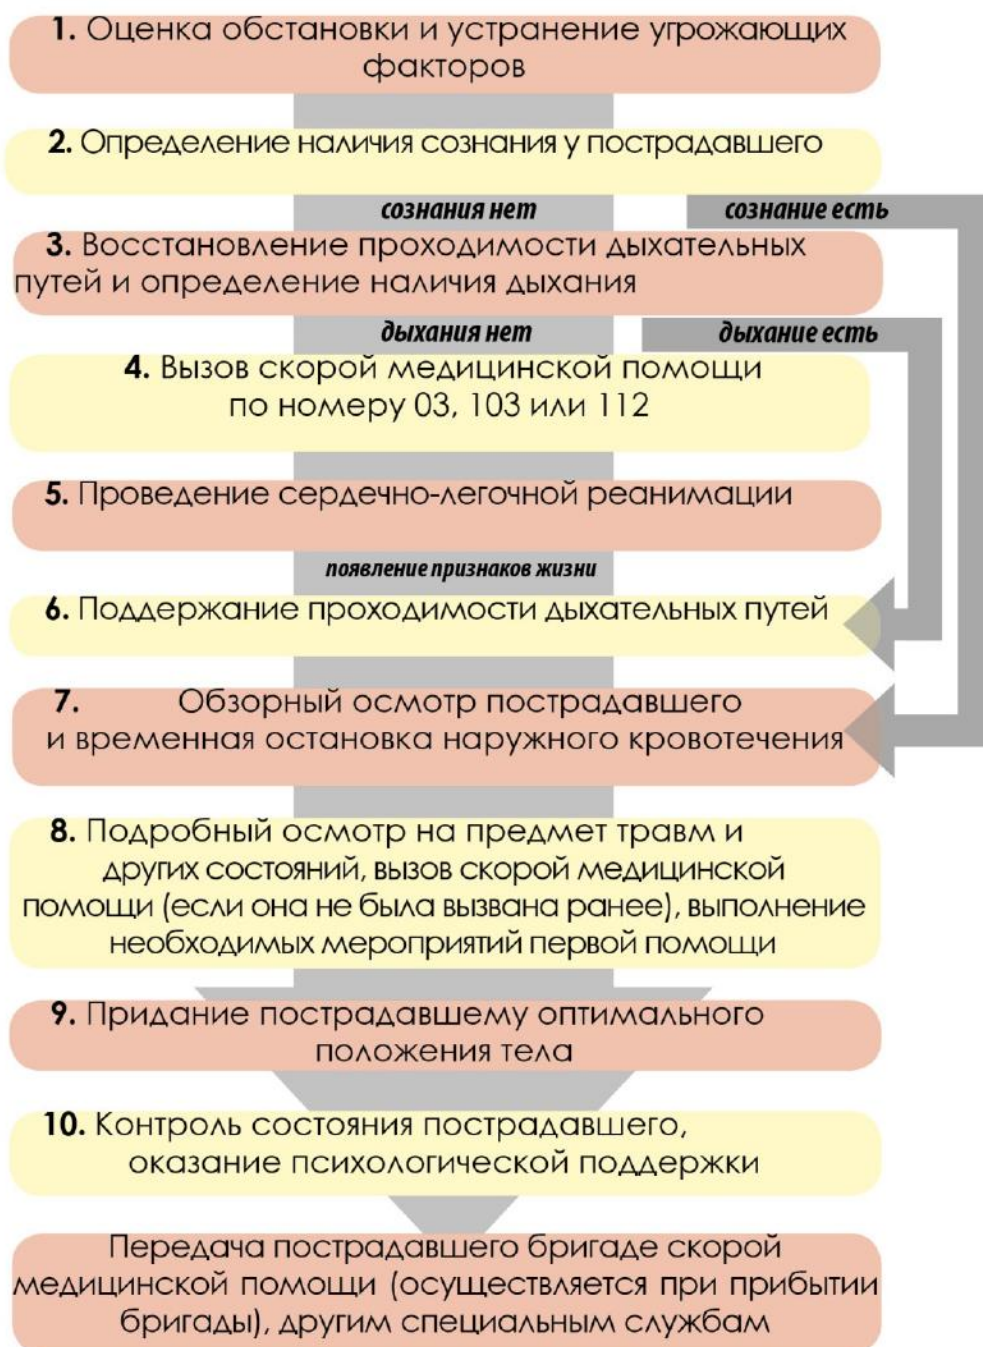 1. Оценка обстановки и устранение угрожающих
факторов
2. Определение наличия сознания у пострадавшего
сознания нет
сознание есть
3. Восстановление проходимости дыхательных
путей и определение наличия дыхания
дыхания нет
дыхание есть
4. Вызов скорой медицинской помощи
по номеру 03, 103 или 112
5. Проведение сердечно-легочной реанимации
появление признаков жизни
6. Поддержание проходимости дыхательных путей
7. Обзорный осмотр пострадавшего
и временная остановка наружного кровотечения
8. Подробный осмотр на предмет травм и
других состояний, вызов скорой медицинской
помощи (если она не была вызвана ранее), выполнение
необходимых мероприятий первой помощи
9. Придание пострадавшему оптимального
положения тела
10. Контроль состояния пострадавшего,
оказание психологической поддержки
Передача пострадавшего бригаде скорой
медицинской помощи (осуществляется при прибытии
бригады), другим специальным службам